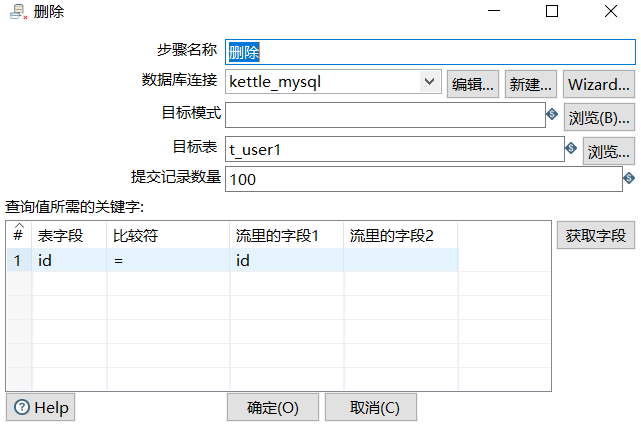 删除
步骤名称 删除
数据库连接 kettle_mysql 编辑... 新建... Wizard...
目标模式 浏览(B)...
目标表 t_user1 浏览...
提交记录数量 100
查询值所需的关键字:
# 表字段 比较符 流里的字段1 流里的字段2 获取字段
1 id = id
Help 确定(O) 取消(C)